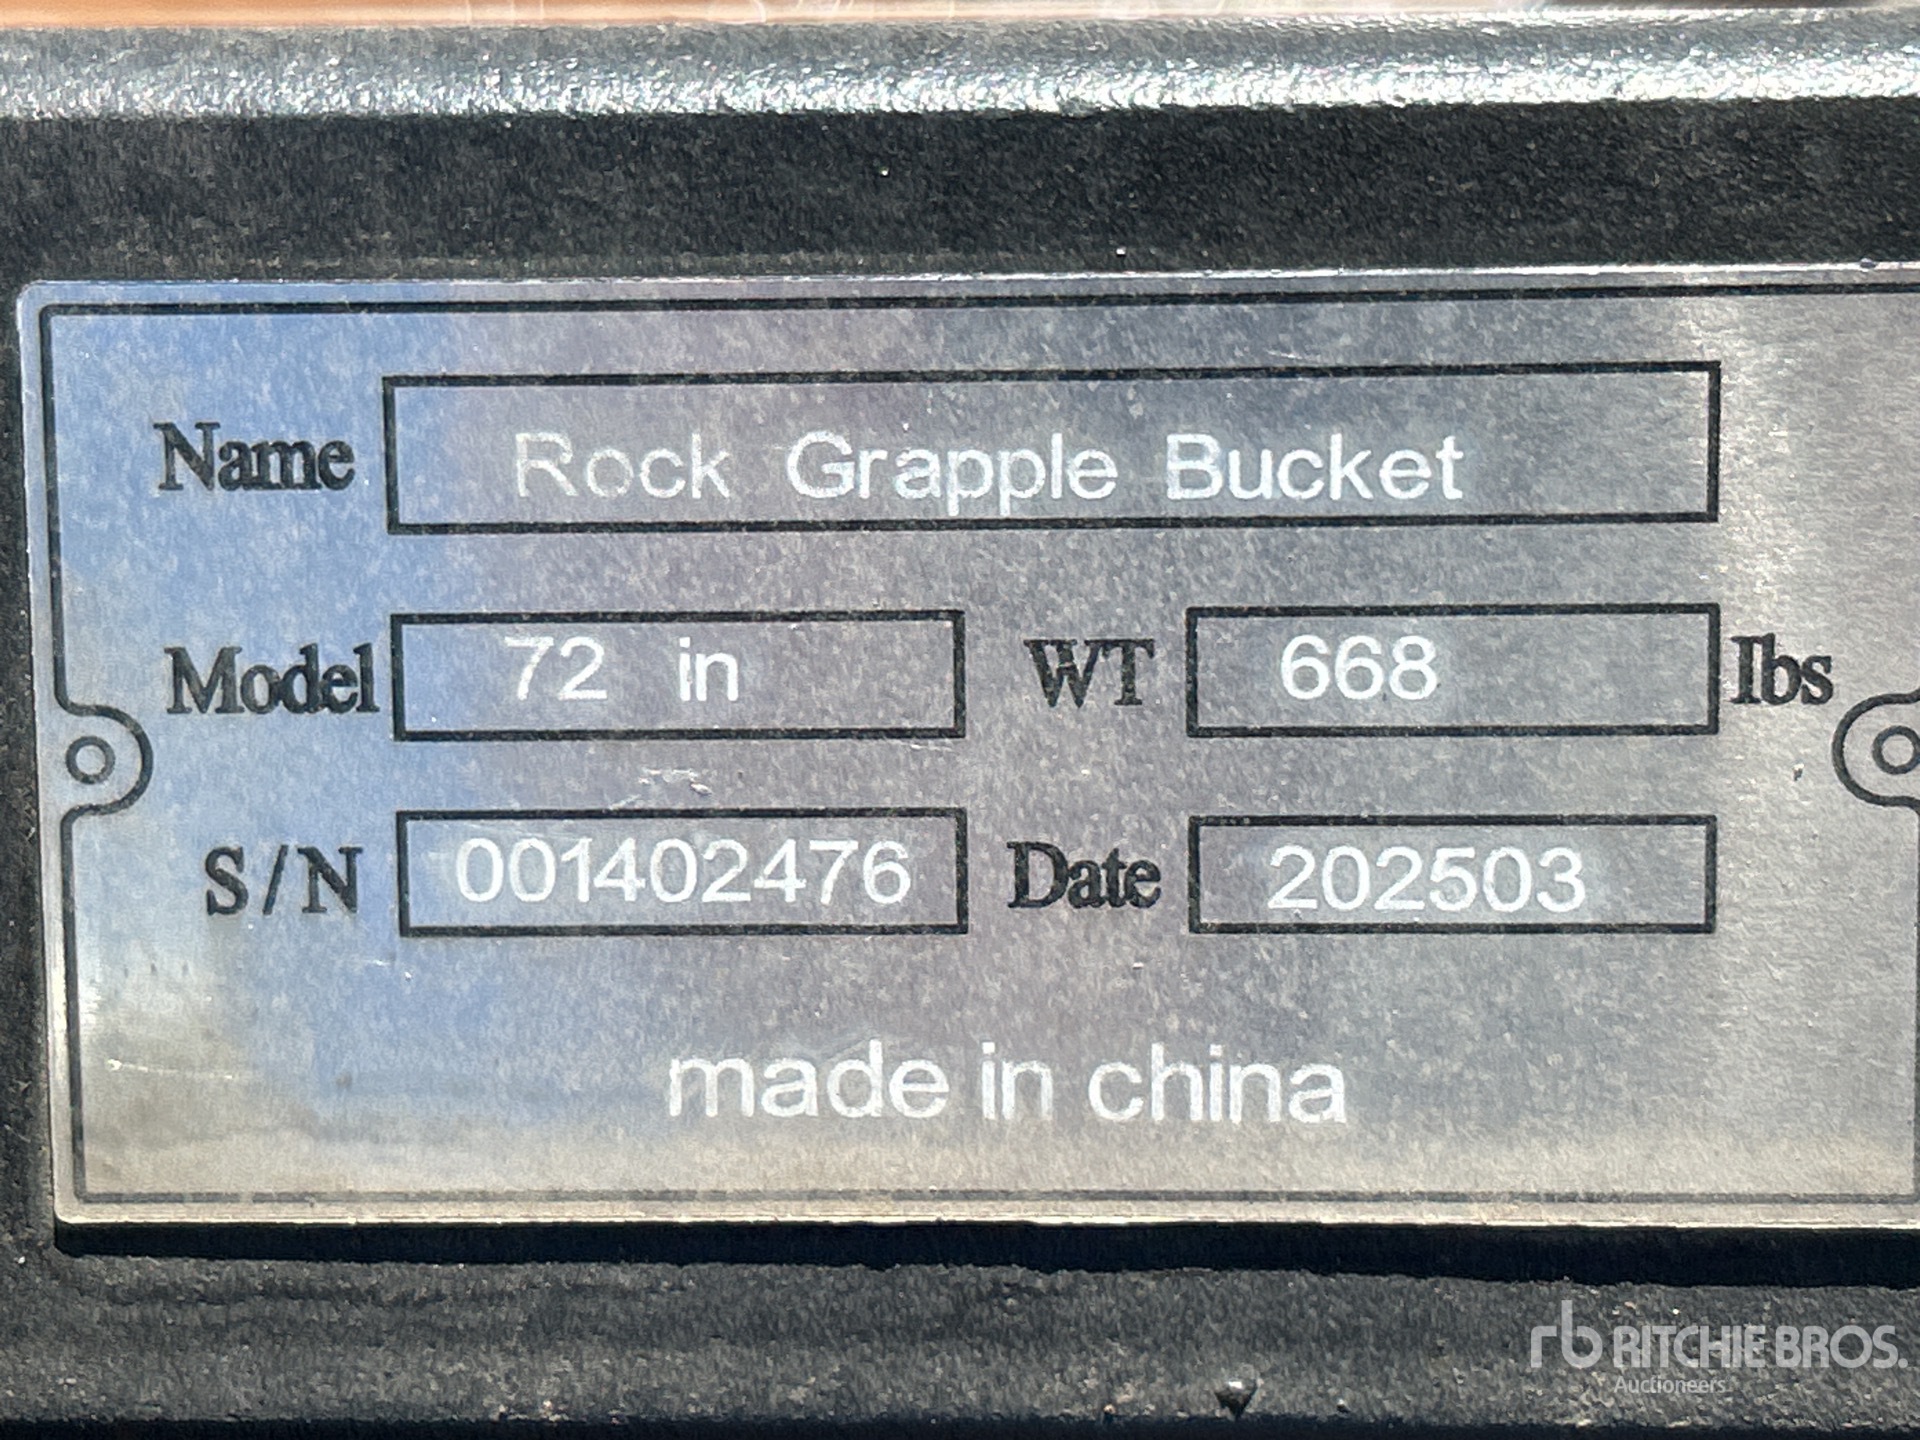 Name Rock Grapple Bucket
Model 72 in WT 668 lbs
S/N 001402476 Date 202503
made in china
rb RITCHIE BROS.
Auctioneers